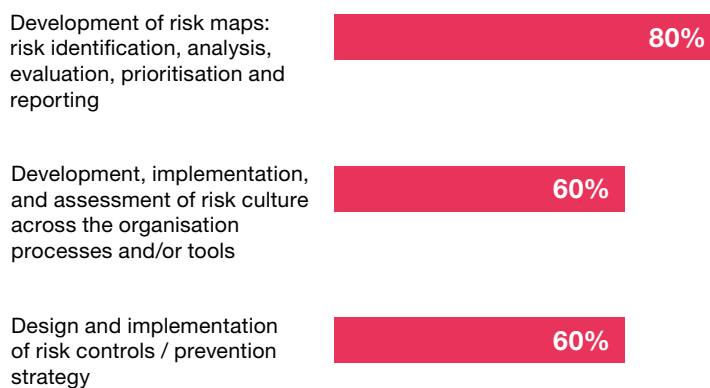 Development of risk maps:
risk identification, analysis,
evaluation, prioritisation and
reporting
80%
Development, implementation,
and assessment of risk culture
across the organisation
processes and/or tools
60%
Design and implementation
of risk controls / prevention
strategy
60%